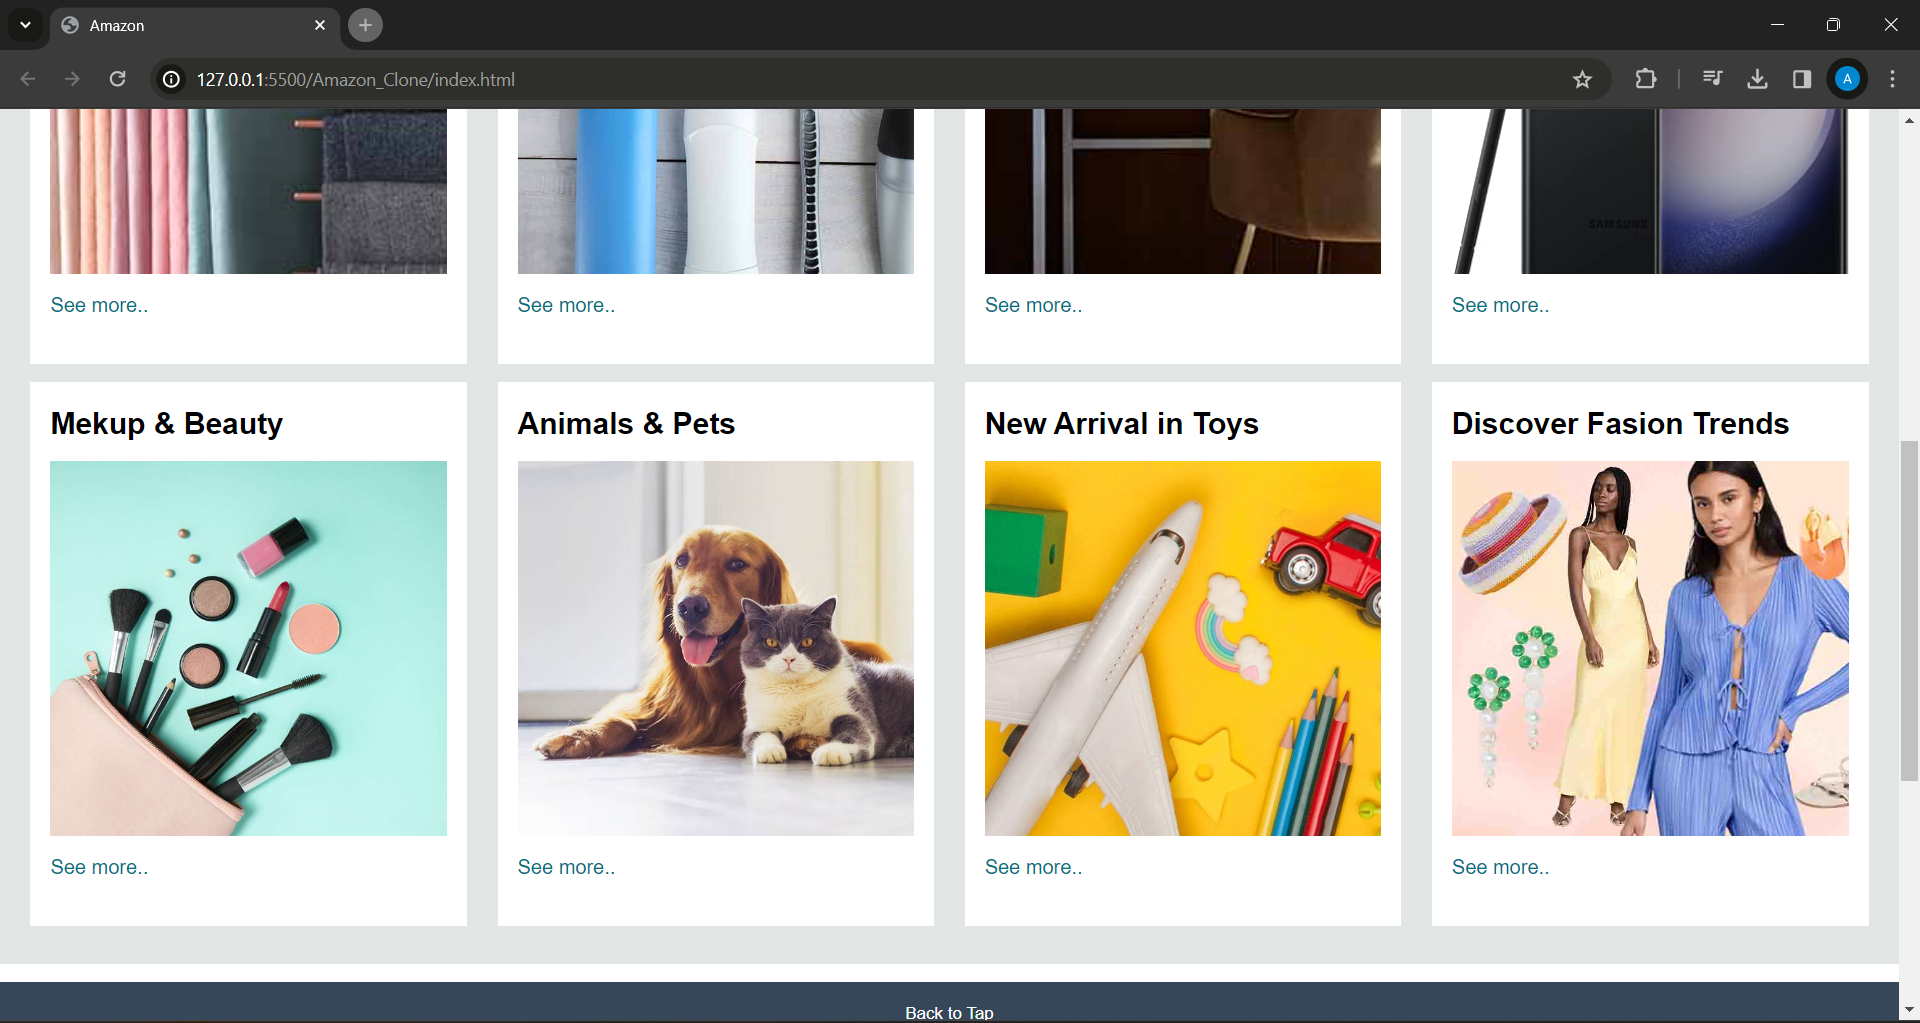 Amazon
127.0.0.1:5500/Amazon_Clone/index.html
A
SAMSUNG
See more.. See more.. See more.. See more..
Mekup & Beauty Animals & Pets New Arrival in Toys Discover Fasion Trends
See more.. See more.. See more.. See more..
Back to Tap